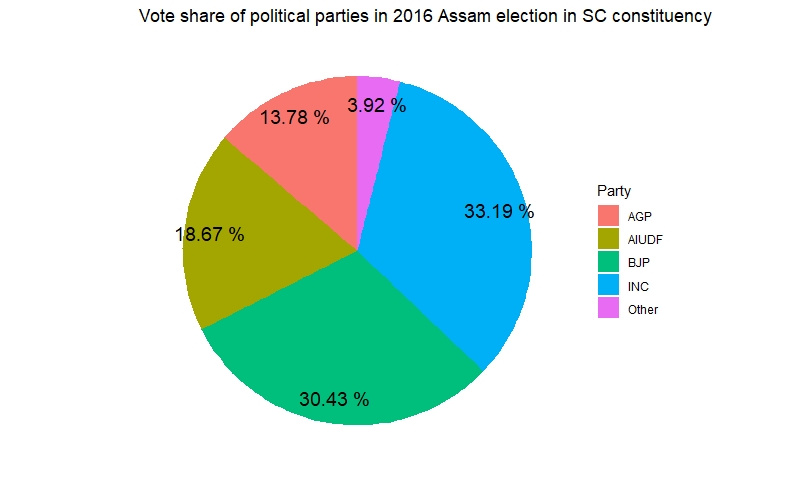 Vote share of political parties in 2016 Assam election in SC constituency
3.92 %
13.78 %
33.19 %
18.67 %
30.43 %
Party
AGP
AIUDF
BJP
INC
Other